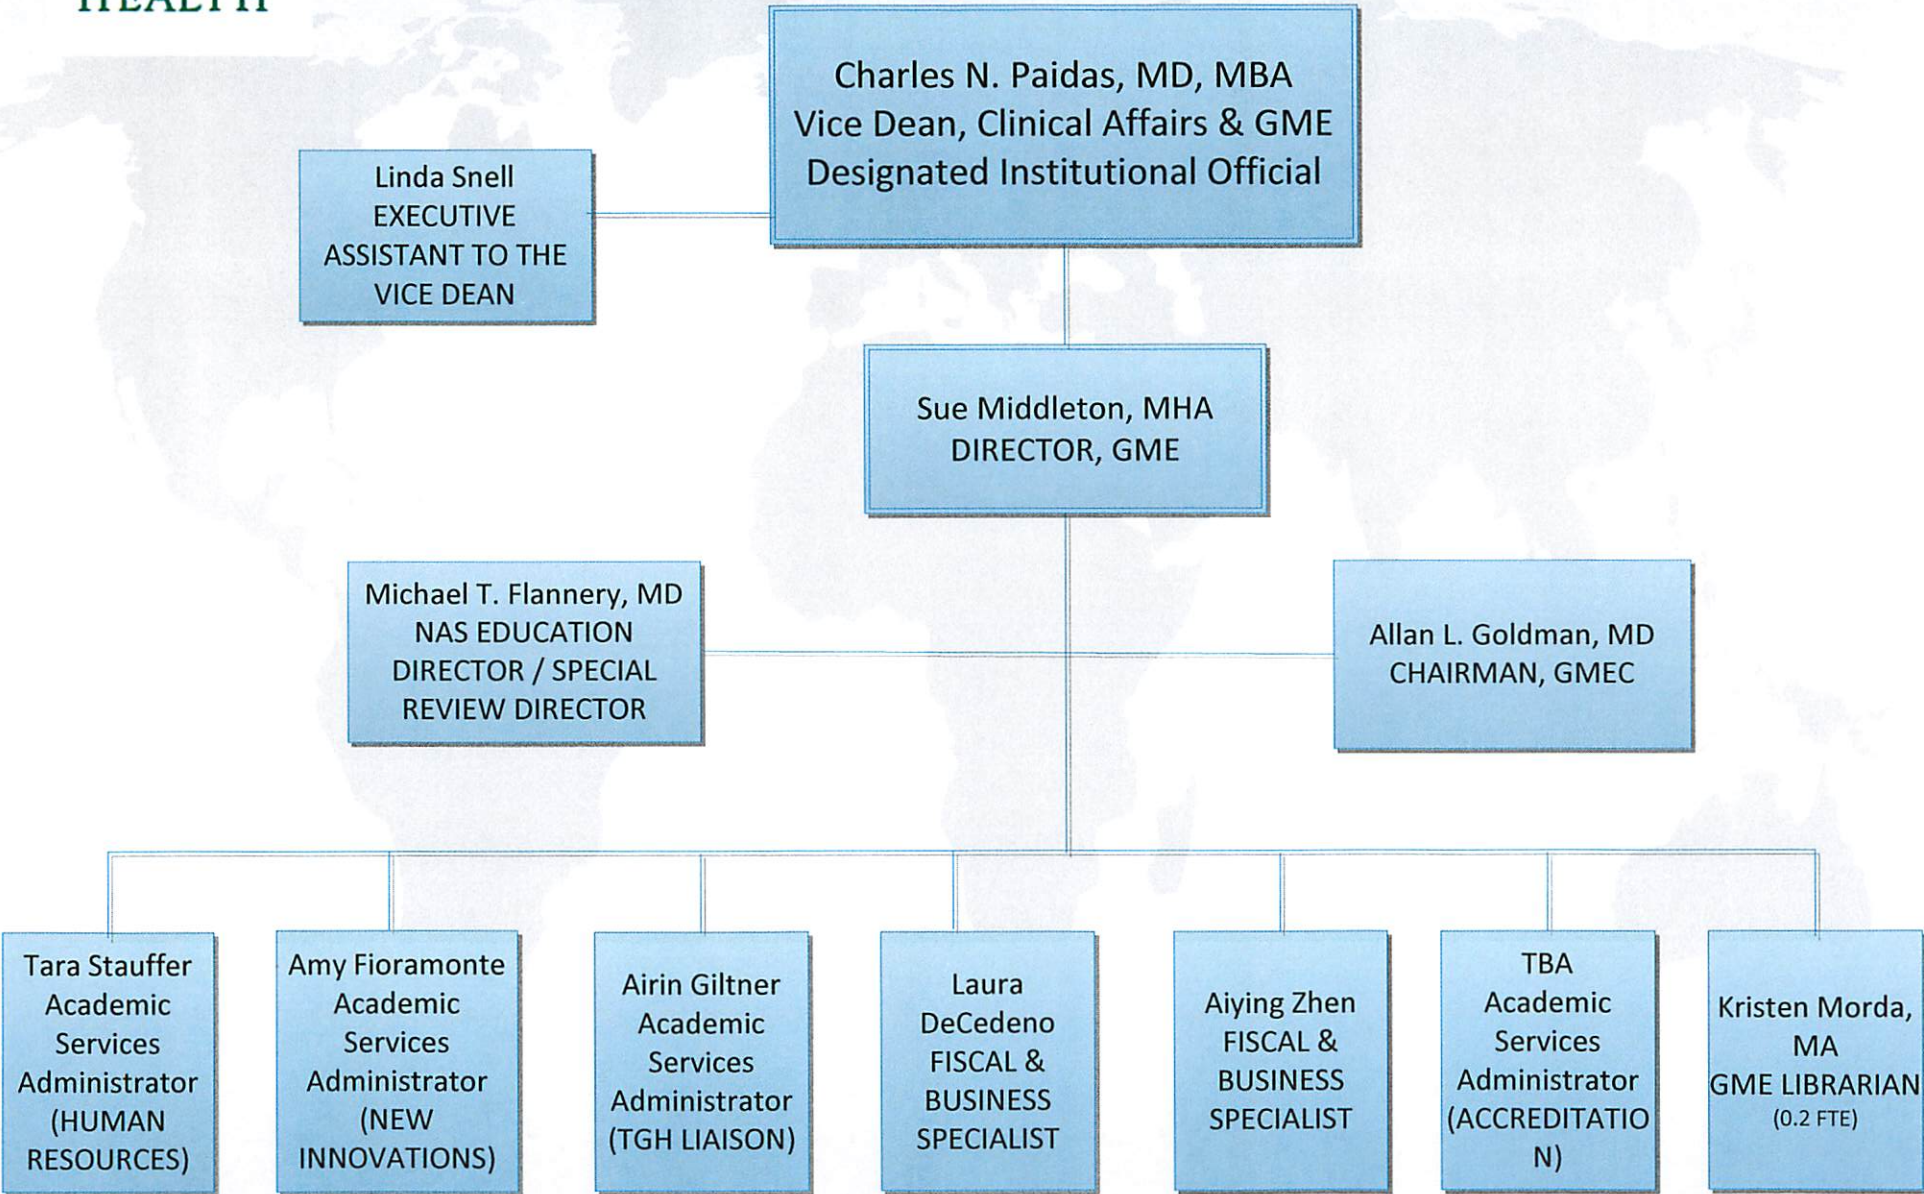 HEALTH
Charles N. Paidas, MD, MBA
Vice Dean, Clinical Affairs & GME
Designated Institutional Official
Linda Snell
EXECUTIVE
ASSISTANT TO THE
VICE DEAN
Sue Middleton, MHA
DIRECTOR, GME
Michael T. Flannery, MD
NAS EDUCATION
DIRECTOR / SPECIAL
REVIEW DIRECTOR
Allan L. Goldman, MD
CHAIRMAN, GMEC
Tara Stauffer
Academic
Services
Administrator
(HUMAN
RESOURCES)
Amy Fioramonte
Academic
Services
Administrator
(NEW
INNOVATIONS)
Airin Giltner
Academic
Services
Administrator
(TGH LIAISON)
Laura
DeCedeno
FISCAL &
BUSINESS
SPECIALIST
Aiying Zhen
FISCAL &
BUSINESS
SPECIALIST
TBA
Academic
Services
Administrator
(ACCREDITATIO
N)
Kristen Morda,
MA
GME LIBRARIAN
(0.2 FTE)